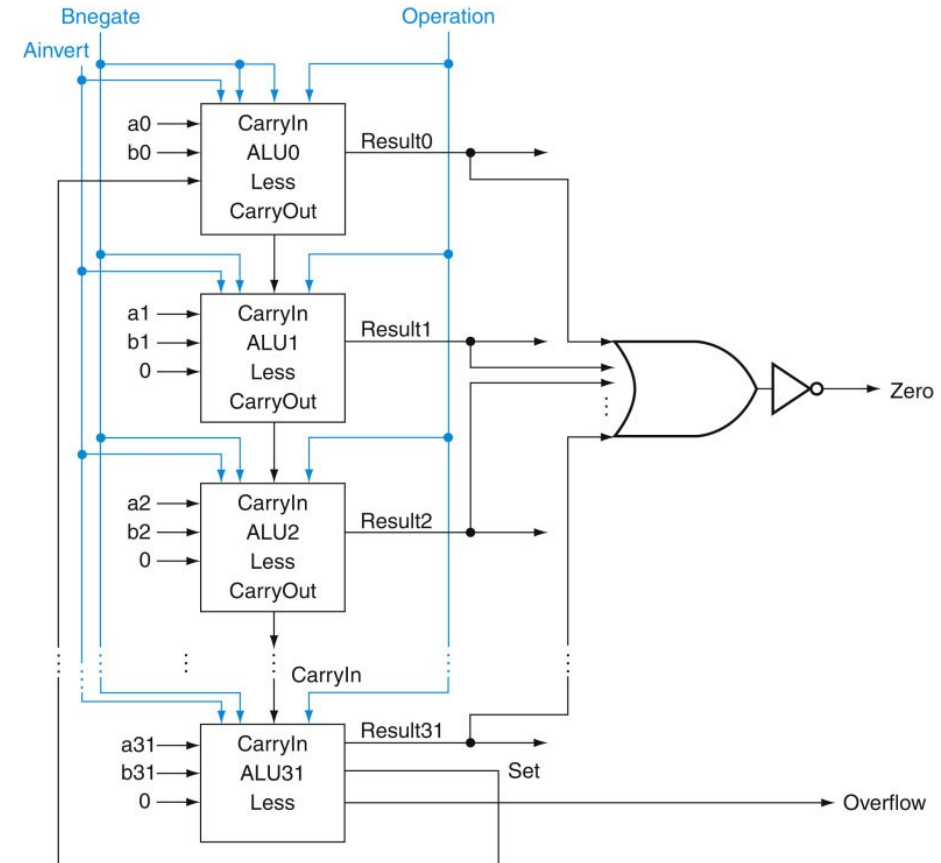 Bnegate
Operation
Ainvert
a0
CarryIn
Result0
b0
ALU0
Less
CarryOut
a1
CarryIn
Result1
b1
ALU1
0
Less
CarryOut
Zero
a2
CarryIn
Result2
b2
ALU2
0
Less
CarryOut
CarryIn
a31
CarryIn
Result31
b31
ALU31
Set
0
Less
Overflow